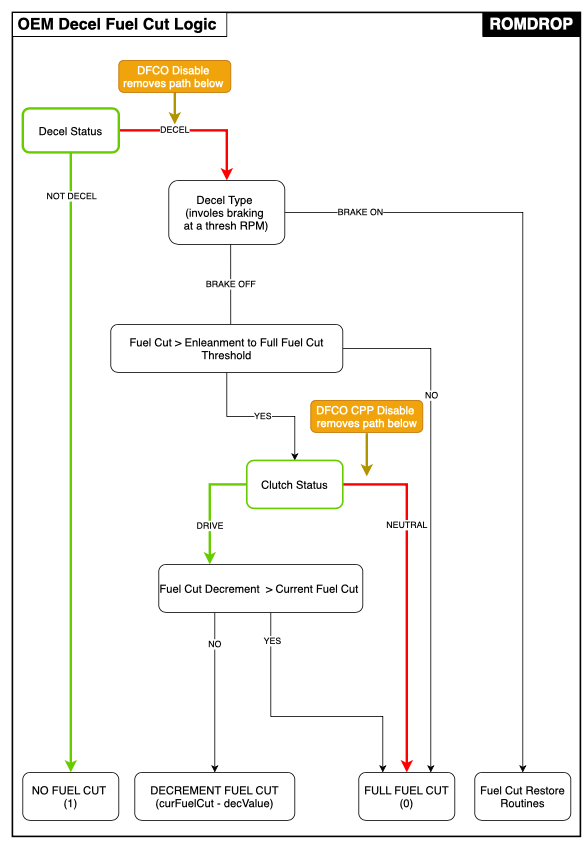 OEM Decel Fuel Cut Logic
ROMDROP
DFCO Disable
removes path below
Decel Status
DECEL
NOT DECEL
Decel Type
(involes braking
at a thresh RPM)
BRAKE ON
BRAKE OFF
Fuel Cut > Enleanment to Full Fuel Cut
Threshold
NO
YES
DFCO CPP Disable
removes path below
Clutch Status
DRIVE
NEUTRAL
Fuel Cut Decrement > Current Fuel Cut
NO
YES
NO FUEL CUT
(1)
DECREMENT FUEL CUT
(curFuelCut - decValue)
FULL FUEL CUT
(0)
Fuel Cut Restore
Routines